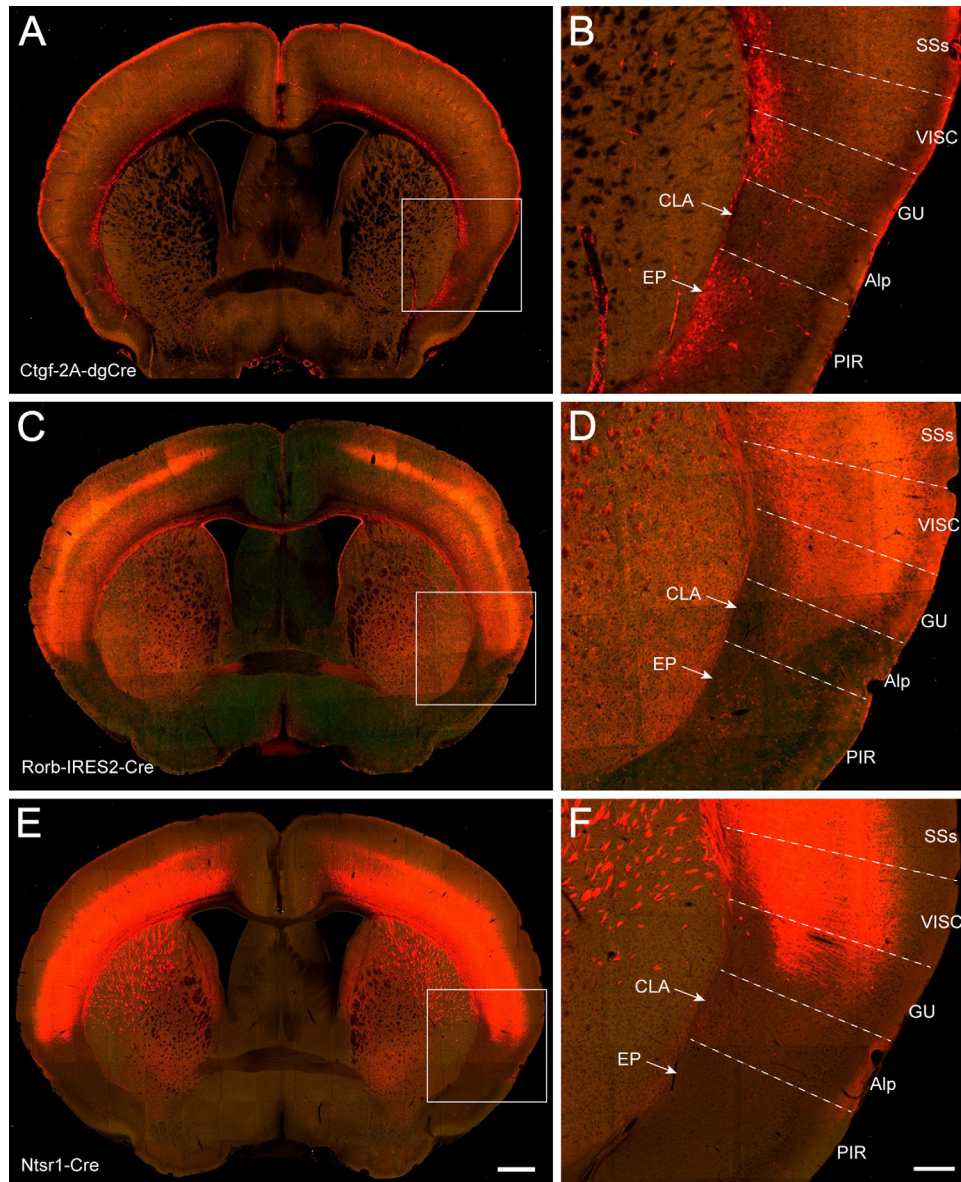 A
Ctgf-2A-dgCre
B
SSs
VISC
CLA
GU
EP
Alp
PIR
C
Rorb-IRES2-Cre
D
SSs
VISC
CLA
GU
EP
Alp
PIR
E
Ntsr1-Cre
F
SSs
VISC
CLA
GU
EP
Alp
PIR